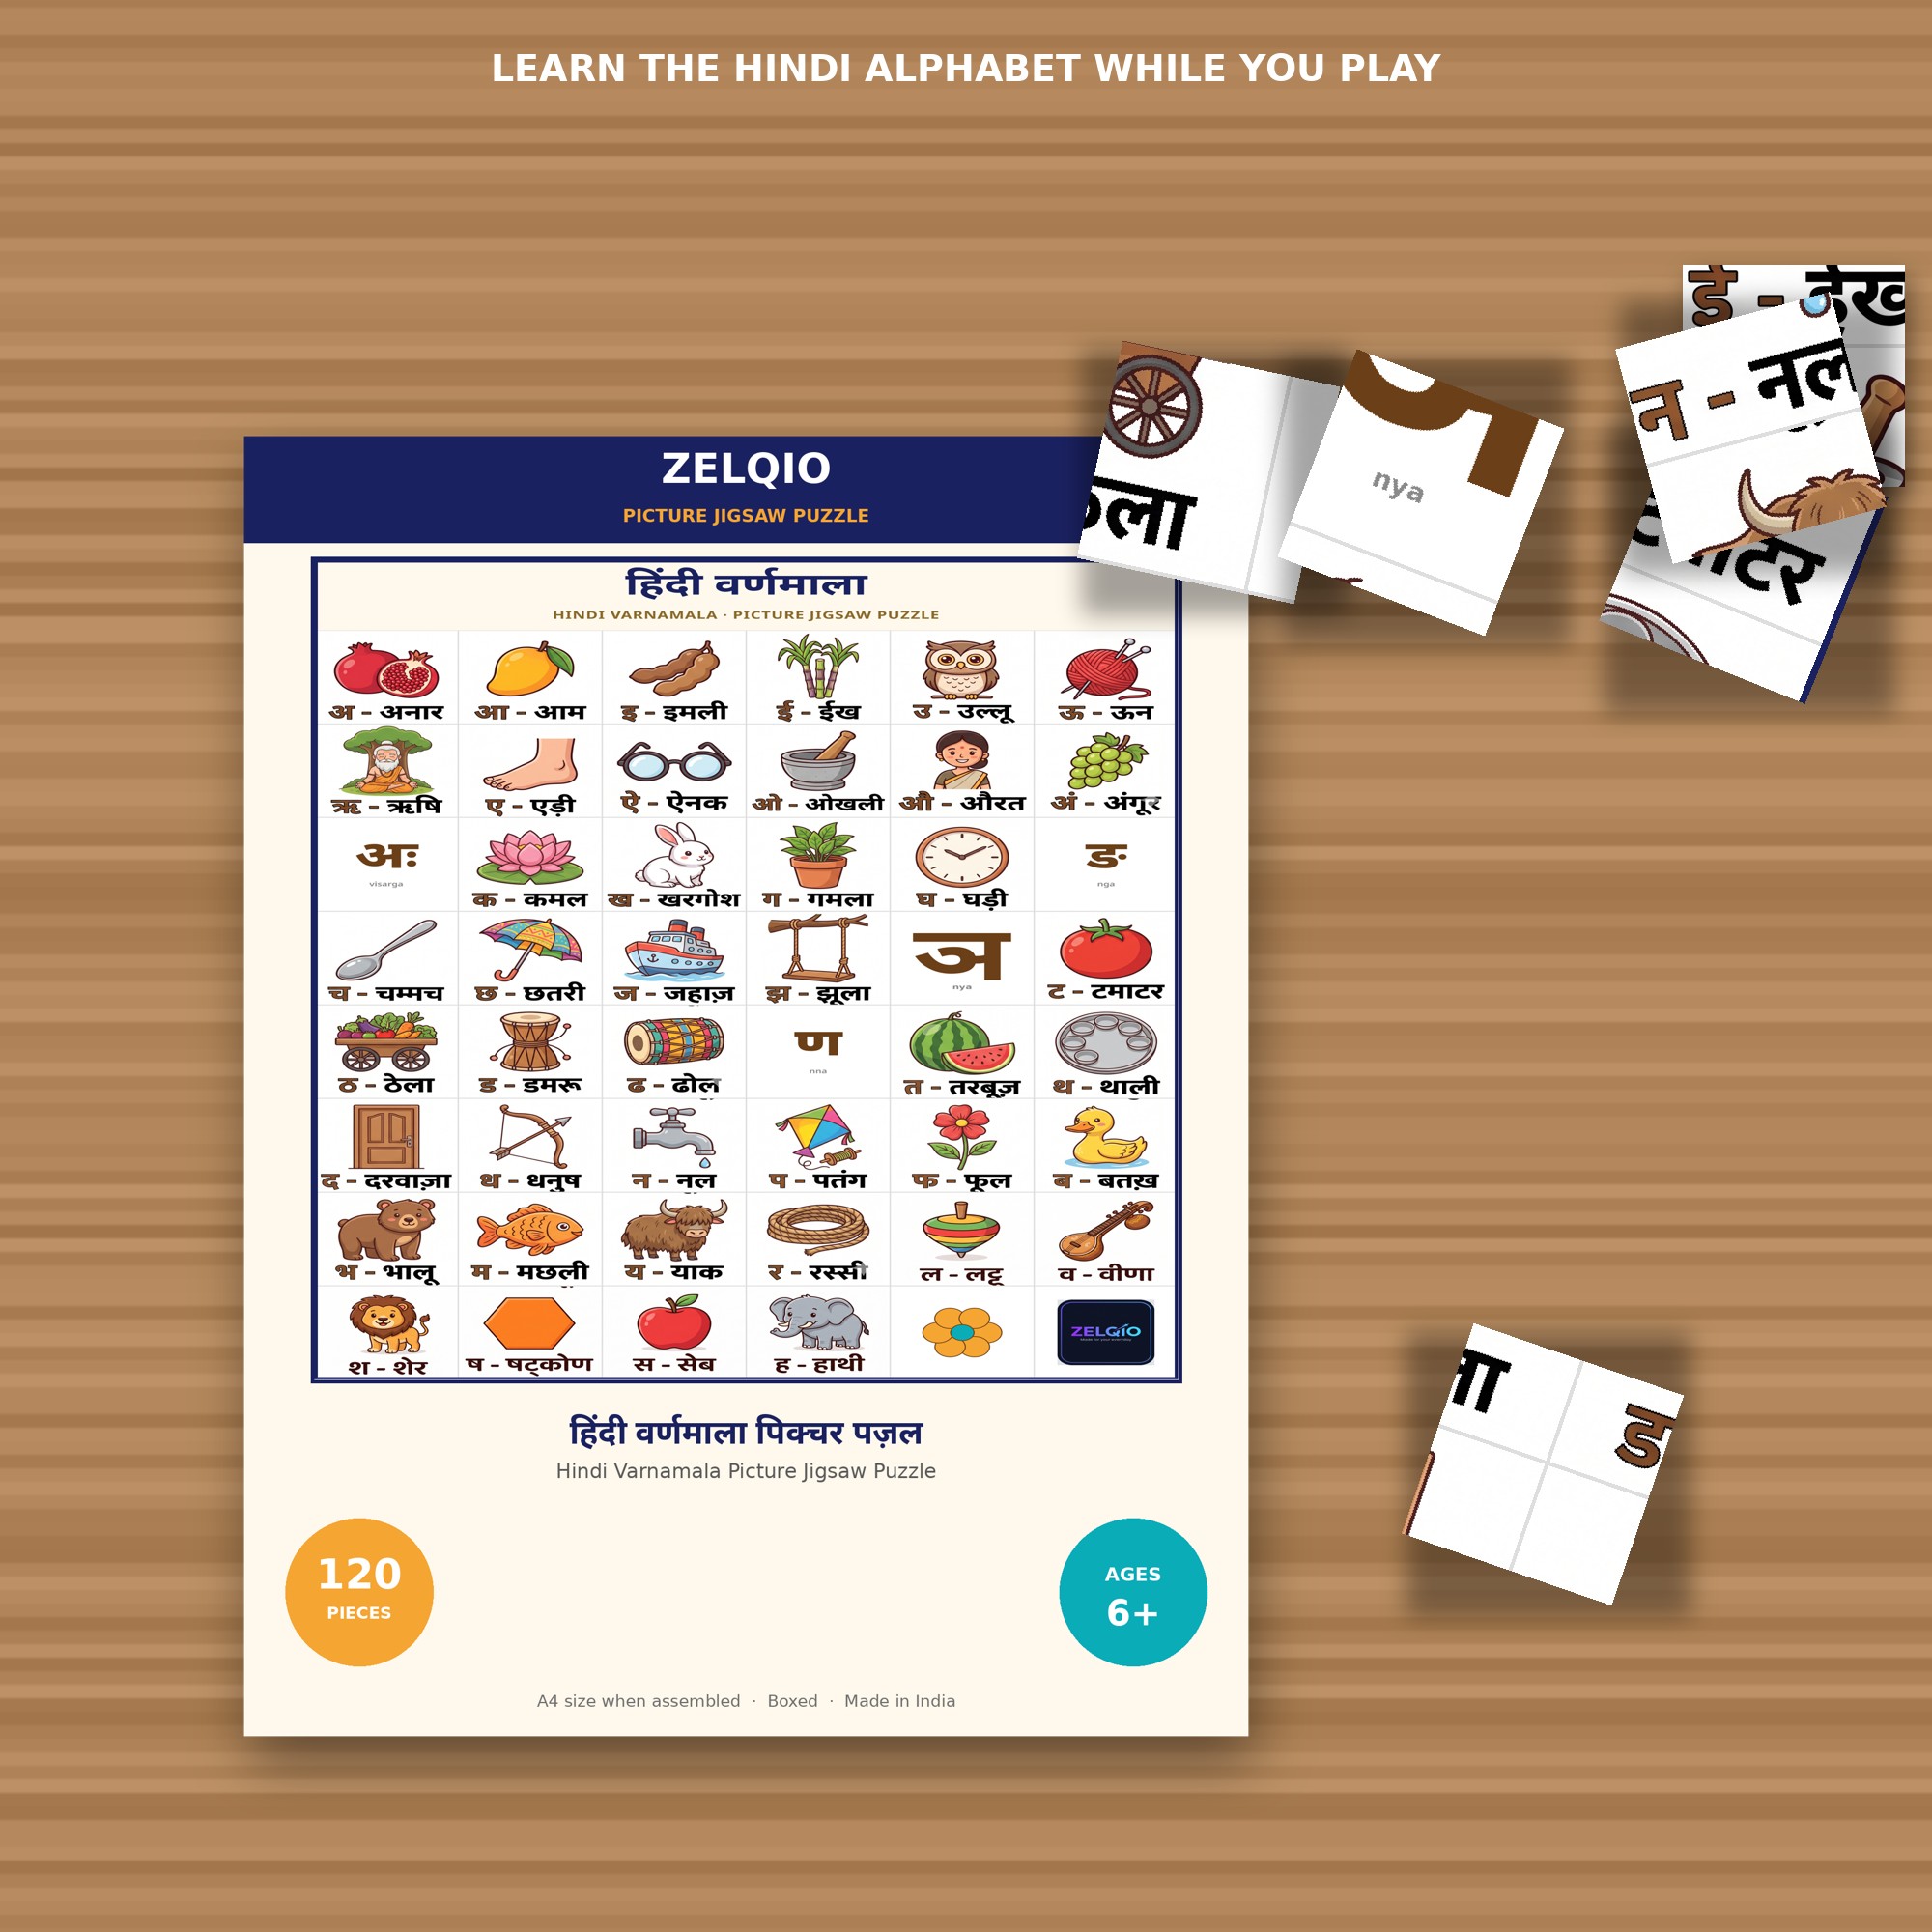 LEARN THE HINDI ALPHABET WHILE YOU PLAY
ZELQIO
PICTURE JIGSAW PUZZLE
हिंदी वर्णमाला
HINDI VARNAMALA · PICTURE JIGSAW PUZZLE
अ - अनार आ - आम इ - इमली ई - ईख उ - उल्लू ऊ - ऊन
ऋ - ऋषि ए - एड़ी ऐ - ऐनक ओ - ओखली औ - औरत अं - अंगूर
अः ङ
visarga nga
क - कमल ख - खरगोश ग - गमला घ - घड़ी
ञ
nya
च - चम्मच छ - छतरी ज - जहाज़ झ - झूला ट - टमाटर
ण
nna
ठ - ठेला ड - डमरू ढ - ढोल त - तरबूज़ थ - थाली
द - दरवाज़ा ध - धनुष न - नल प - पतंग फ - फूल ब - बतख़
भ - भालू म - मछली य - याक र - रस्सी ल - लट्टू व - वीणा
श - शेर ष - षट्कोण स - सेब ह - हाथी
ZELQIO
हिंदी वर्णमाला पिक्चर पज़ल
Hindi Varnamala Picture Jigsaw Puzzle
120
PIECES
AGES
6+
A4 size when assembled · Boxed · Made in India
ला
nya
ई - ईख
न - नल
माटर
ड